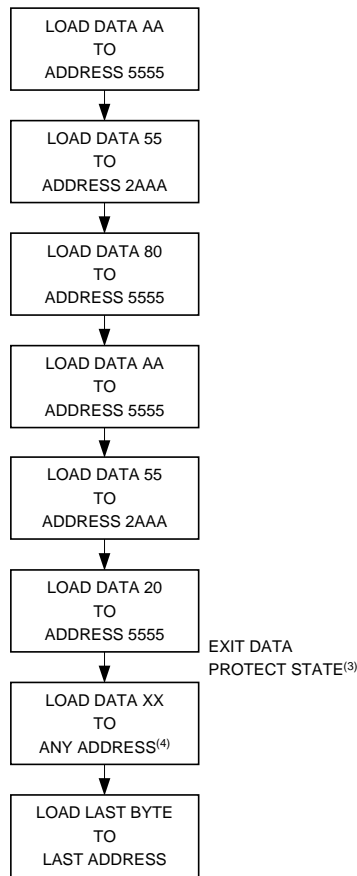 LOAD DATA AA
TO
ADDRESS 5555
LOAD DATA 55
TO
ADDRESS 2AAA
LOAD DATA 80
TO
ADDRESS 5555
LOAD DATA AA
TO
ADDRESS 5555
LOAD DATA 55
TO
ADDRESS 2AAA
LOAD DATA 20
TO
ADDRESS 5555
EXIT DATA
PROTECT STATE(3)
LOAD DATA XX
TO
ANY ADDRESS(4)
LOAD LAST BYTE
TO
LAST ADDRESS